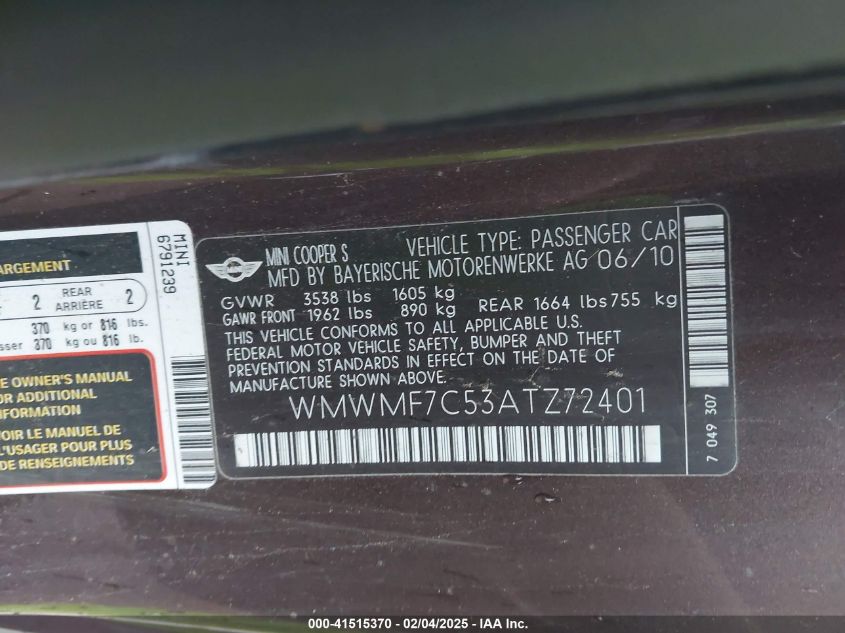 ARGEMENT
2 REAR ARRIÈRE 2
370 kg or 816 lbs.
sser 370 kg ou 816 lb.
E OWNER'S MANUAL
OR ADDITIONAL
INFORMATION
OIR LE MANUEL DE
L'USAGER POUR PLUS
DE RENSEIGNEMENTS
MINI
6791239
MINI COOPER S VEHICLE TYPE: PASSENGER CAR
MFD BY BAYERISCHE MOTORENWERKE AG 06/10
GVWR 3538 lbs 1605 kg
GAWR FRONT 1962 lbs 890 kg REAR 1664 lbs 755 kg
THIS VEHICLE CONFORMS TO ALL APPLICABLE U.S.
FEDERAL MOTOR VEHICLE SAFETY, BUMPER AND THEFT
PREVENTION STANDARDS IN EFFECT ON THE DATE OF
MANUFACTURE SHOWN ABOVE.
WMWMF7C53ATZ72401
7 049 307
000-41515370 - 02/04/2025 - IAA Inc.